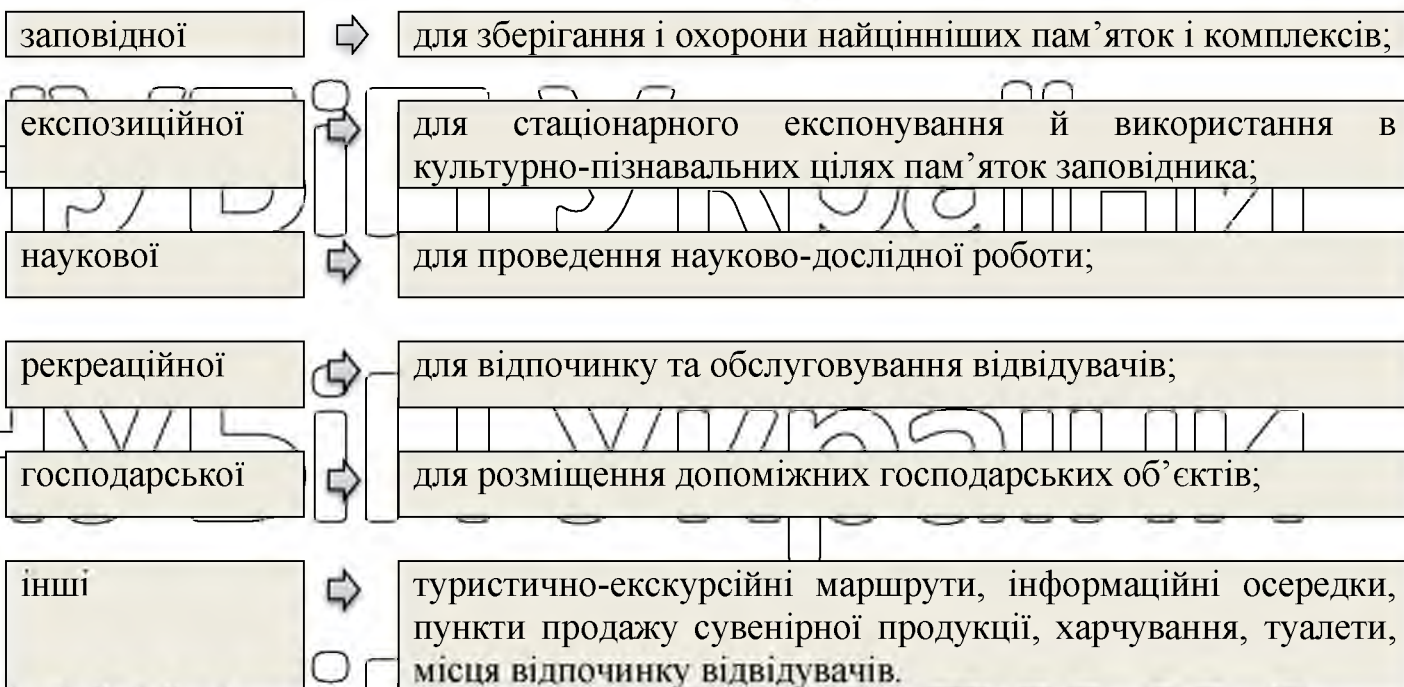 заповідної
для зберігання і охорони найцінніших пам’яток і комплексів;
експозиційної
для стаціонарного експонування й використання в
культурно-пізнавальних цілях пам’яток заповідника;
наукової
для проведення науково-дослідної роботи;
рекреаційної
для відпочинку та обслуговування відвідувачів;
господарської
для розміщення допоміжних господарських об’єктів;
інші
туристично-екскурсійні маршрути, інформаційні осередки,
пункти продажу сувенірної продукції, харчування, туалети,
місця відпочинку відвідувачів.